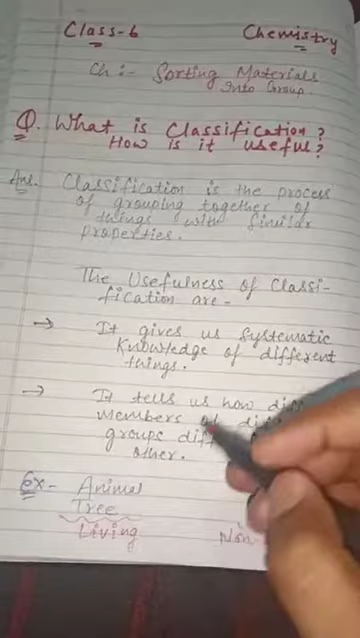 Class-6 Chemistry
Ch:- Sorting Materials
Into Group.
Q. What is Classification?
How is it useful?
Ans. Classification is the process
of grouping together of
things with similar
properties.
The Usefulness of Classi-
fication are -
→ It gives us systematic
Knowledge of different
things.
→ It tells us how
members of
groups
other.
Ex- Animal
Tree
Living Non